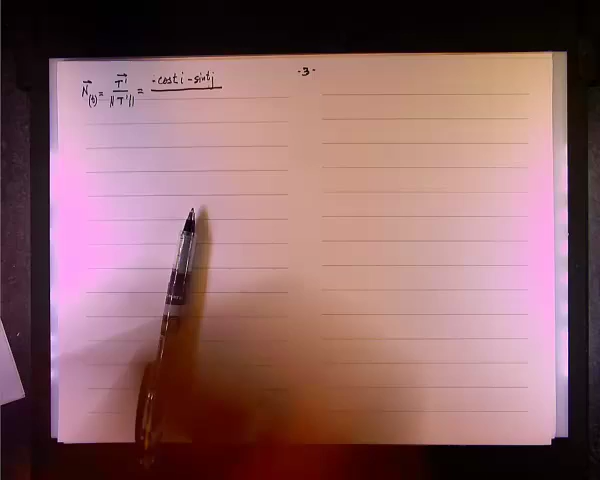 -3-
N⃗(t) = T⃗' / ||T'|| = -cost i - sint j